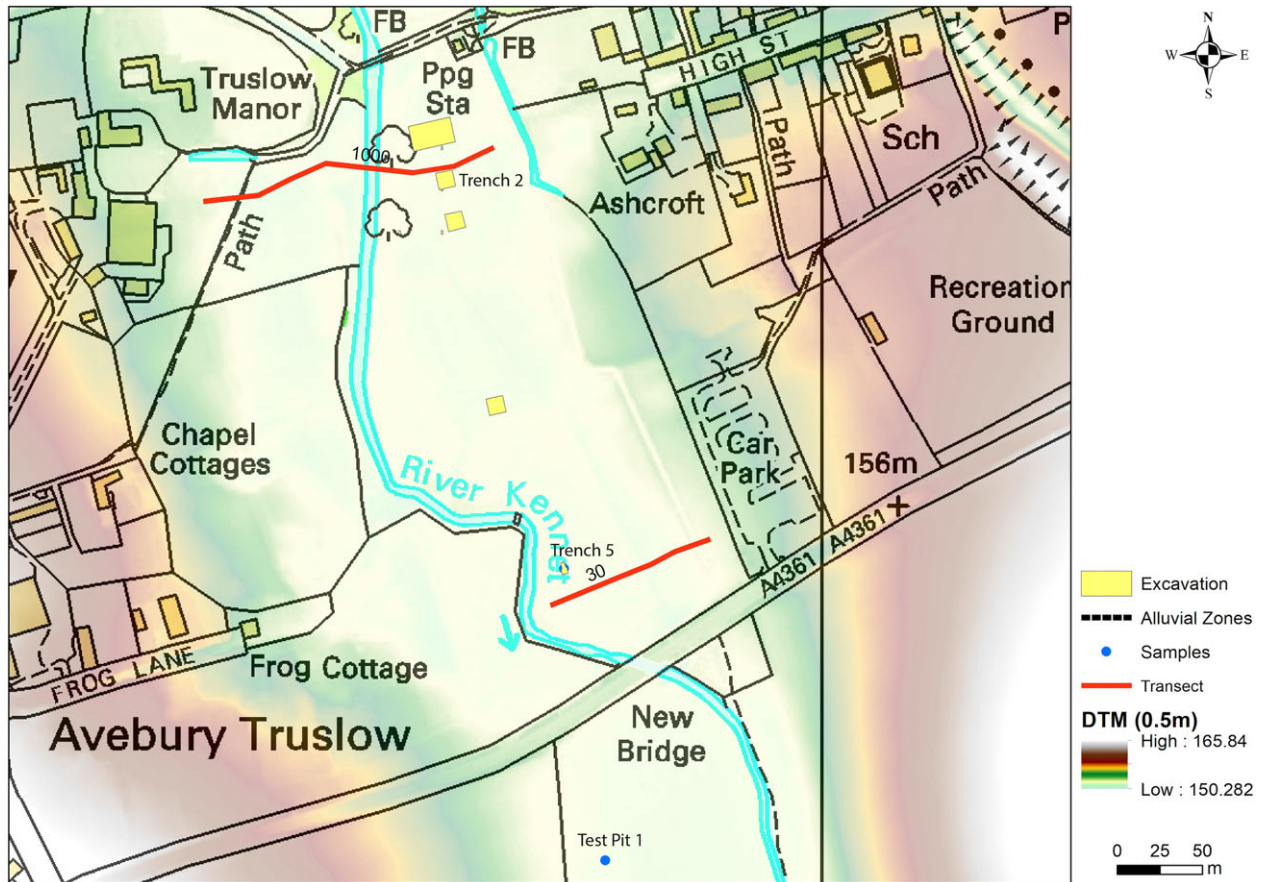 FB
FB
HIGH ST
P
N
W E
S
Truslow
Manor
Ppg
Sta
Path
Sch
1000
Trench 2
Path
Ashcroft
Path
Recreation
Ground
Chapel
Cottages
River Kennet
Car
Park
156m
Trench 5
30
A4361 A4361
FROG LANE
Frog Cottage
Avebury Truslow
New
Bridge
Test Pit 1
Excavation
Alluvial Zones
Samples
Transect
DTM (0.5m)
High : 165.84
Low : 150.282
0 25 50
m